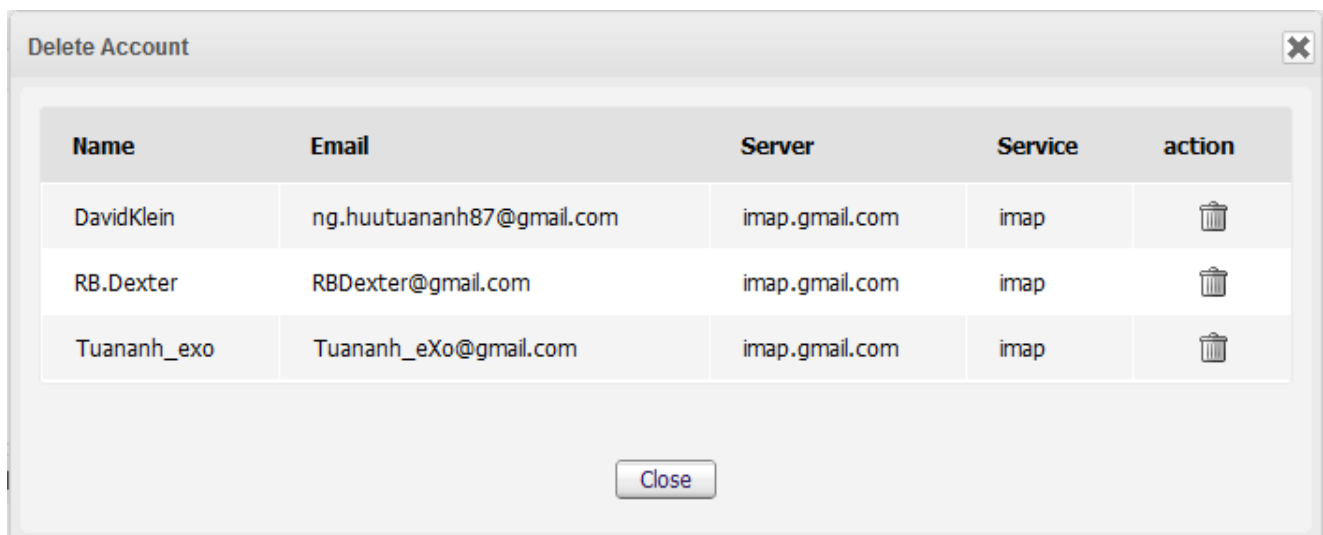 Delete Account
Name Email Server Service action
DavidKlein ng.huutuananh87@gmail.com imap.gmail.com imap
RB.Dexter RBDexter@gmail.com imap.gmail.com imap
Tuananh_exo Tuananh_eXo@gmail.com imap.gmail.com imap
Close